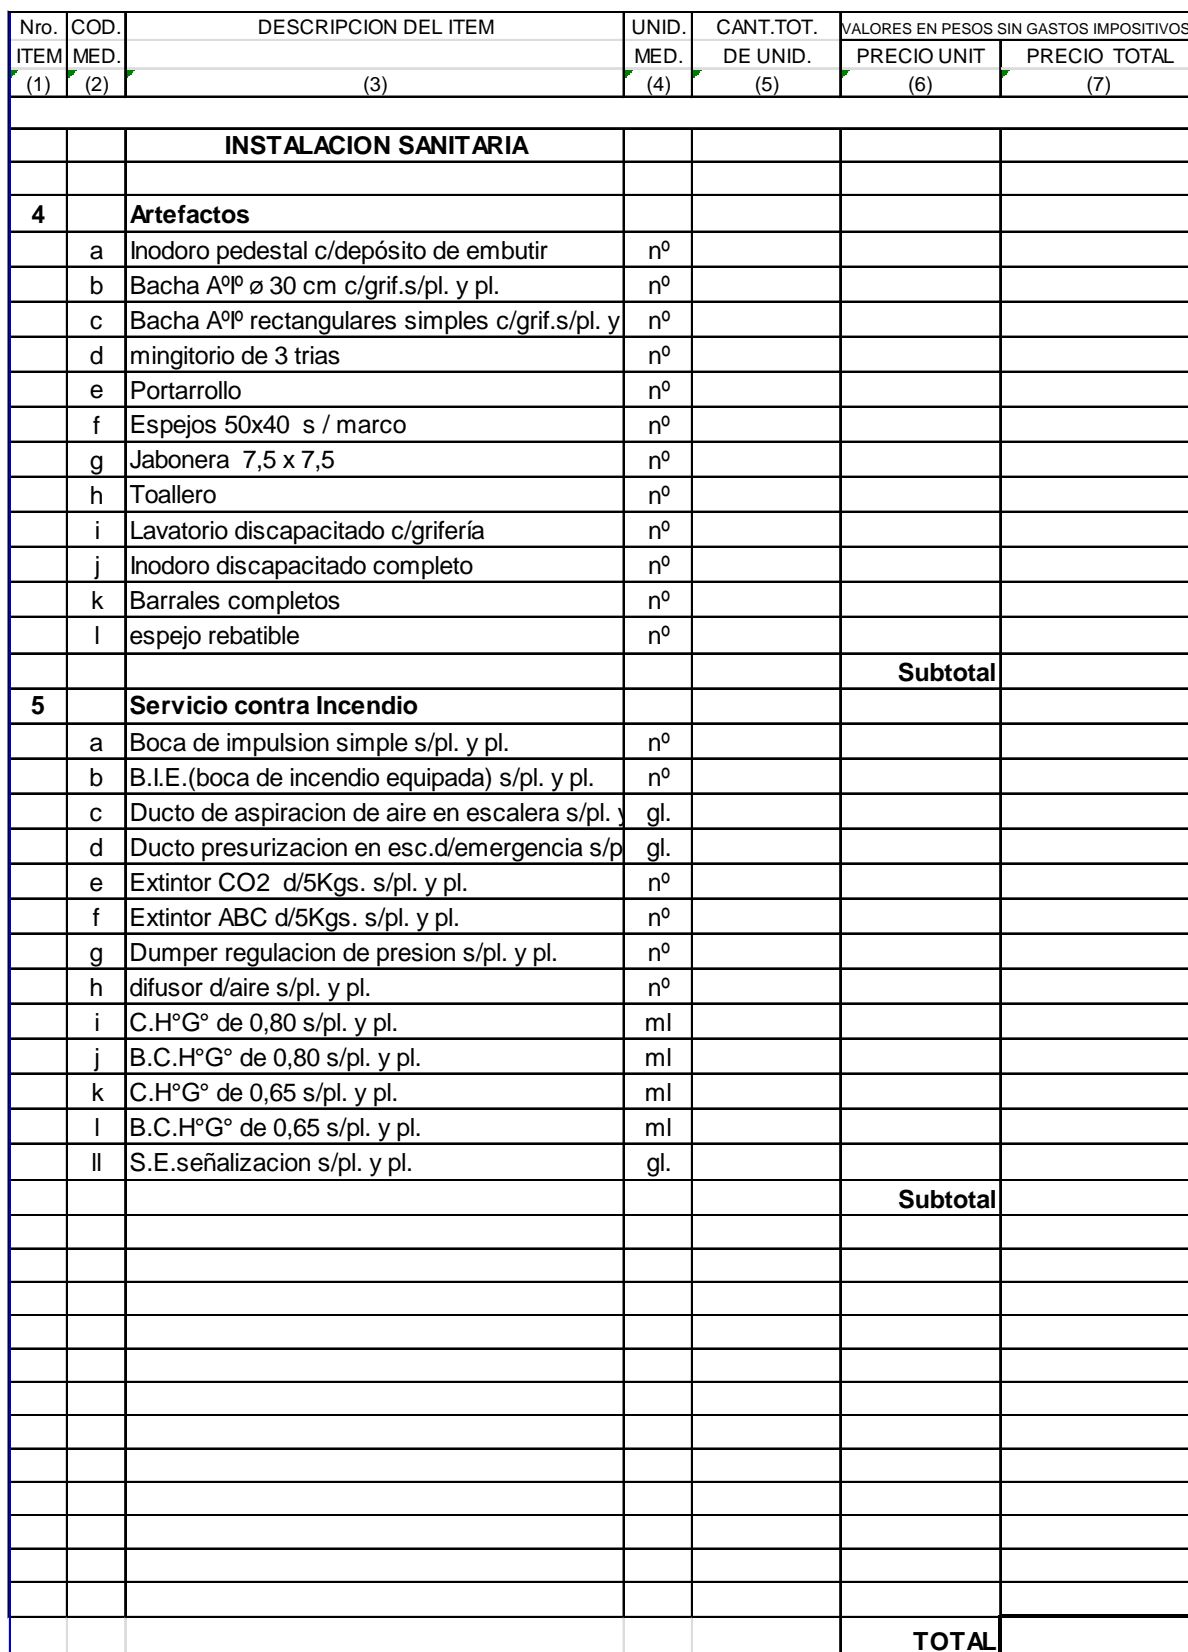 Nro. COD. DESCRIPCION DEL ITEM UNID. CANT.TOT. VALORES EN PESOS SIN GASTOS IMPOSITIVOS
ITEM MED. MED. DE UNID. PRECIO UNIT PRECIO TOTAL
(1) (2) (3) (4) (5) (6) (7)
INSTALACION SANITARIA
4 Artefactos
a Inodoro pedestal c/depósito de embutir nº
b Bacha AºIº ø 30 cm c/grif.s/pl. y pl. nº
c Bacha AºIº rectangulares simples c/grif.s/pl. y nº
d mingitorio de 3 trias nº
e Portarrollo nº
f Espejos 50x40 s / marco nº
g Jabonera 7,5 x 7,5 nº
h Toallero nº
i Lavatorio discapacitado c/grifería nº
j Inodoro discapacitado completo nº
k Barrales completos nº
l espejo rebatible nº
Subtotal
5 Servicio contra Incendio
a Boca de impulsion simple s/pl. y pl. nº
b B.I.E.(boca de incendio equipada) s/pl. y pl. nº
c Ducto de aspiracion de aire en escalera s/pl. y gl.
d Ducto presurizacion en esc.d/emergencia s/p gl.
e Extintor CO2 d/5Kgs. s/pl. y pl. nº
f Extintor ABC d/5Kgs. s/pl. y pl. nº
g Dumper regulacion de presion s/pl. y pl. nº
h difusor d/aire s/pl. y pl. nº
i C.H°G° de 0,80 s/pl. y pl. ml
j B.C.H°G° de 0,80 s/pl. y pl. ml
k C.H°G° de 0,65 s/pl. y pl. ml
l B.C.H°G° de 0,65 s/pl. y pl. ml
ll S.E.señalizacion s/pl. y pl. gl.
Subtotal
TOTAL